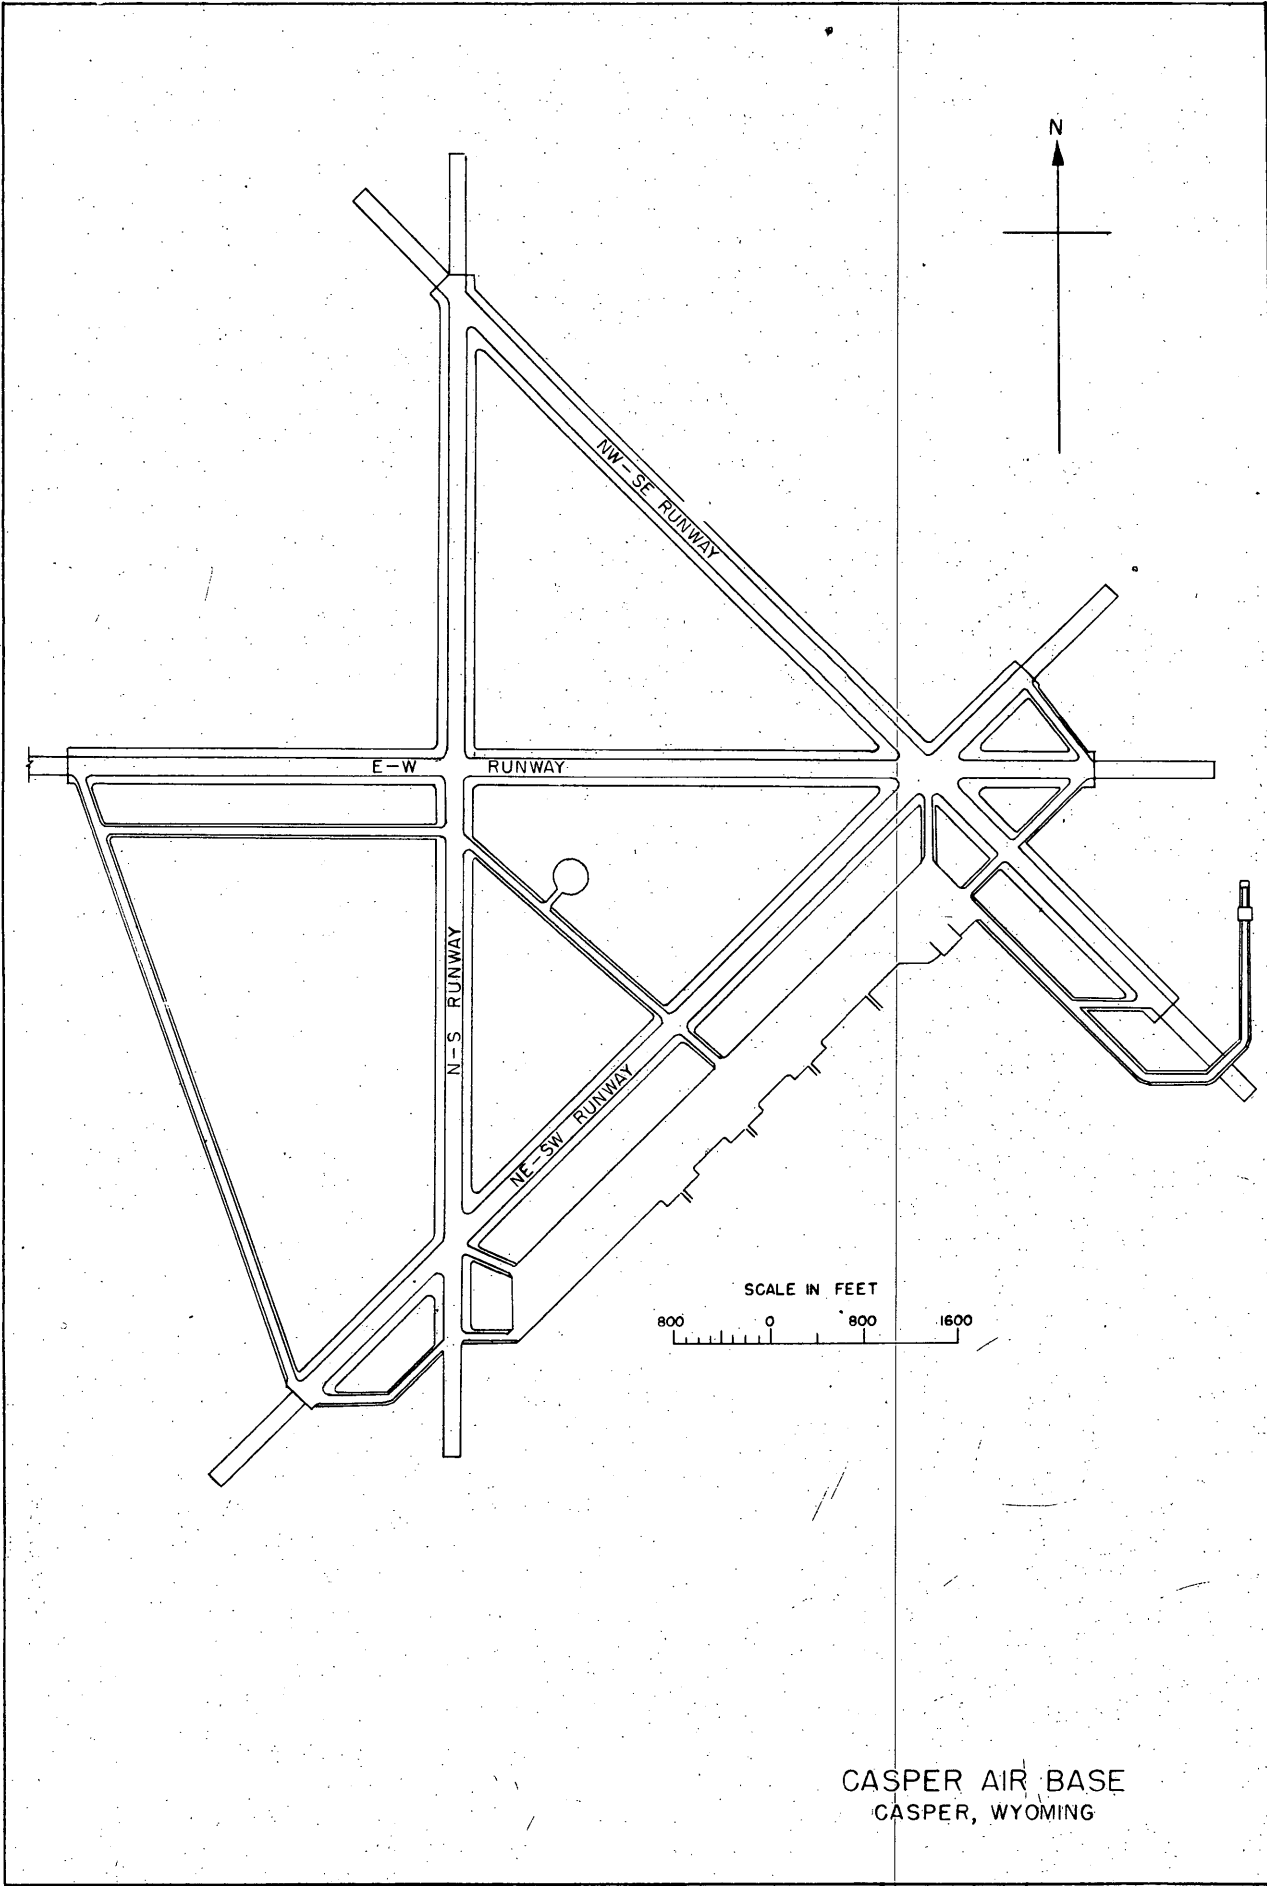 N
NW-SE RUNWAY
E-W RUNWAY
N-S RUNWAY
NE-SW RUNWAY
SCALE IN FEET
800 0 800 1600
CASPER AIR BASE
CASPER, WYOMING